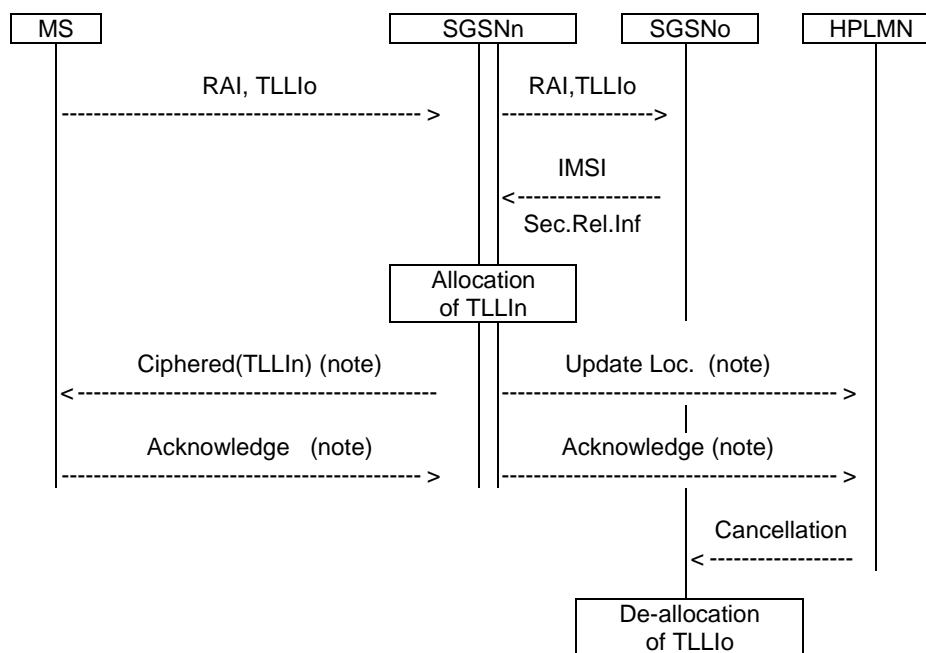 MS SGSNn SGSNo HPLMN
RAI, TLLIo RAI,TLLIo
IMSI
Sec.Rel.Inf
Allocation
of TLLIn
Ciphered(TLLIn) (note) Update Loc. (note)
Acknowledge (note) Acknowledge (note)
Cancellation
De-allocation
of TLLIo